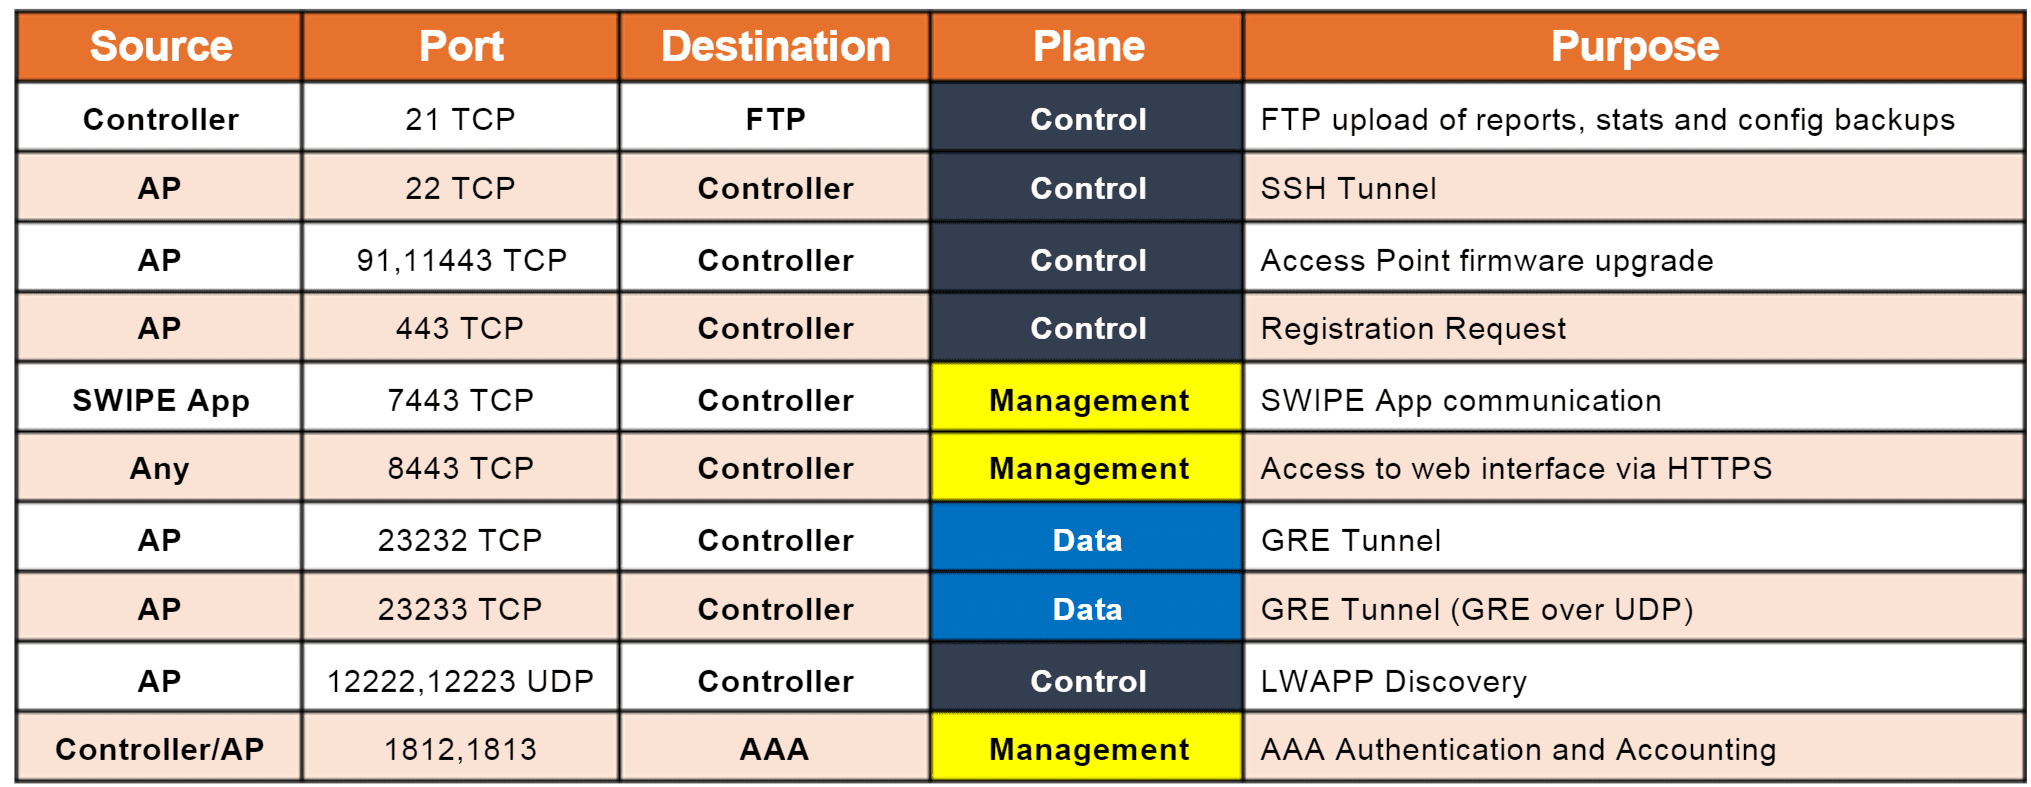 Source Port Destination Plane Purpose
Controller 21 TCP FTP Control FTP upload of reports, stats and config backups
AP 22 TCP Controller Control SSH Tunnel
AP 91,11443 TCP Controller Control Access Point firmware upgrade
AP 443 TCP Controller Control Registration Request
SWIPE App 7443 TCP Controller Management SWIPE App communication
Any 8443 TCP Controller Management Access to web interface via HTTPS
AP 23232 TCP Controller Data GRE Tunnel
AP 23233 TCP Controller Data GRE Tunnel (GRE over UDP)
AP 12222,12223 UDP Controller Control LWAPP Discovery
Controller/AP 1812,1813 AAA Management AAA Authentication and Accounting